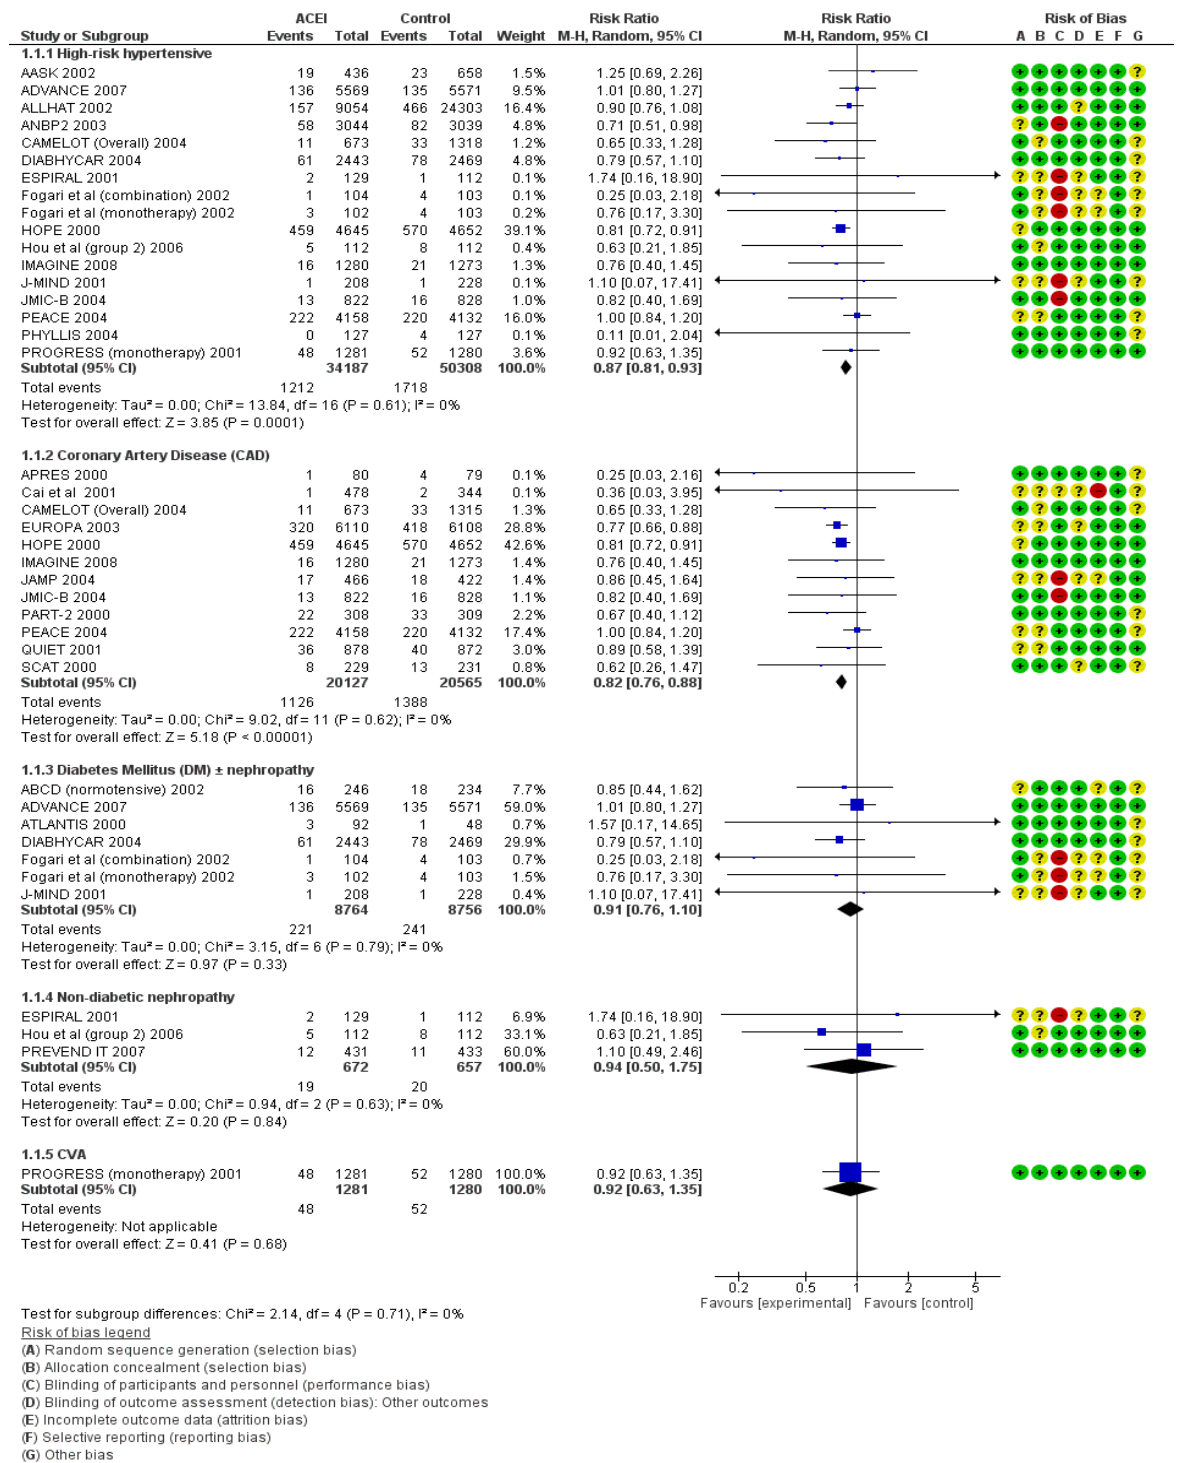 ACEI Control Risk Ratio Risk Ratio Risk of Bias
Study or Subgroup Events Total Events Total Weight M-H, Random, 95% CI M-H, Random, 95% CI A B C D E F G
1.1.1 High-risk hypertensive
AASK 2002 19 436 23 658 1.5% 1.25 [0.69, 2.26] + + + + + + ?
ADVANCE 2007 136 5569 135 5571 9.5% 1.01 [0.80, 1.27] + + + + + + +
ALLHAT 2002 157 9054 466 24303 16.4% 0.90 [0.76, 1.08] + + + ? + + +
ANBP2 2003 58 3044 82 3039 4.8% 0.71 [0.51, 0.98] ? + - + + + +
CAMELOT (Overall) 2004 11 673 33 1318 1.2% 0.65 [0.33, 1.28] + ? + + + + ?
DIABHYCAR 2004 61 2443 78 2469 4.8% 0.79 [0.57, 1.10] + + + + + + ?
ESPIRAL 2001 2 129 1 112 0.1% 1.74 [0.16, 18.90] ? ? - ? + + ?
Fogari et al (combination) 2002 1 104 4 103 0.1% 0.25 [0.03, 2.18] + ? - ? ? + ?
Fogari et al (monotherapy) 2002 3 102 4 103 0.2% 0.76 [0.17, 3.30] + ? - ? ? + ?
HOPE 2000 459 4645 570 4652 39.1% 0.81 [0.72, 0.91] ? + + + + + +
Hou et al (group 2) 2006 5 112 8 112 0.4% 0.63 [0.21, 1.85] + ? + + + + +
IMAGINE 2008 16 1280 21 1273 1.3% 0.76 [0.40, 1.45] + + + + + + +
J-MIND 2001 1 208 1 228 0.1% 1.10 [0.07, 17.41] ? ? - ? + + ?
JMIC-B 2004 13 822 16 828 1.0% 0.82 [0.40, 1.69] + + - + + + +
PEACE 2004 222 4158 220 4132 16.0% 1.00 [0.84, 1.20] ? ? + + + + ?
PHYLLIS 2004 0 127 4 127 0.1% 0.11 [0.01, 2.04] + + + + + + ?
PROGRESS (monotherapy) 2001 48 1281 52 1280 3.6% 0.92 [0.63, 1.35] + + + + + + +
Subtotal (95% CI) 34187 50308 100.0% 0.87 [0.81, 0.93]
Total events 1212 1718
Heterogeneity: Tau² = 0.00; Chi² = 13.84, df = 16 (P = 0.61); I² = 0%
Test for overall effect: Z = 3.85 (P = 0.0001)
1.1.2 Coronary Artery Disease (CAD)
APRES 2000 1 80 4 79 0.1% 0.25 [0.03, 2.16] + + + + + + ?
Cai et al 2001 1 478 2 344 0.1% 0.36 [0.03, 3.95] ? ? ? ? - + ?
CAMELOT (Overall) 2004 11 673 33 1315 1.3% 0.65 [0.33, 1.28] + ? + + + + ?
EUROPA 2003 320 6110 418 6108 28.8% 0.77 [0.66, 0.88] ? ? + ? + + +
HOPE 2000 459 4645 570 4652 42.6% 0.81 [0.72, 0.91] ? + + + + + +
IMAGINE 2008 16 1280 21 1273 1.4% 0.76 [0.40, 1.45] + + + + + + +
JAMP 2004 17 466 18 422 1.4% 0.86 [0.45, 1.64] ? ? - ? ? + +
JMIC-B 2004 13 822 16 828 1.1% 0.82 [0.40, 1.69] + + - + + + +
PART-2 2000 22 308 33 309 2.2% 0.67 [0.40, 1.12] + + + + + + ?
PEACE 2004 222 4158 220 4132 17.4% 1.00 [0.84, 1.20] ? ? + + + + ?
QUIET 2001 36 878 40 872 3.0% 0.89 [0.58, 1.39] ? ? + + + + +
SCAT 2000 8 229 13 231 0.8% 0.62 [0.26, 1.47] + + + ? + + ?
Subtotal (95% CI) 20127 20565 100.0% 0.82 [0.76, 0.88]
Total events 1126 1388
Heterogeneity: Tau² = 0.00; Chi² = 9.02, df = 11 (P = 0.62); I² = 0%
Test for overall effect: Z = 5.18 (P < 0.00001)
1.1.3 Diabetes Mellitus (DM) ± nephropathy
ABCD (normotensive) 2002 16 246 18 234 7.7% 0.85 [0.44, 1.62] ? + + + ? + ?
ADVANCE 2007 136 5569 135 5571 59.0% 1.01 [0.80, 1.27] + + + + + + +
ATLANTIS 2000 3 92 1 48 0.7% 1.57 [0.17, 14.65] + + + + + + ?
DIABHYCAR 2004 61 2443 78 2469 29.9% 0.79 [0.57, 1.10] + + + + + + ?
Fogari et al (combination) 2002 1 104 4 103 0.7% 0.25 [0.03, 2.18] + ? - ? ? + ?
Fogari et al (monotherapy) 2002 3 102 4 103 1.5% 0.76 [0.17, 3.30] + ? - ? ? + ?
J-MIND 2001 1 208 1 228 0.4% 1.10 [0.07, 17.41] ? ? - ? + + ?
Subtotal (95% CI) 8764 8756 100.0% 0.91 [0.76, 1.10]
Total events 221 241
Heterogeneity: Tau² = 0.00; Chi² = 3.15, df = 6 (P = 0.79); I² = 0%
Test for overall effect: Z = 0.97 (P = 0.33)
1.1.4 Non-diabetic nephropathy
ESPIRAL 2001 2 129 1 112 6.9% 1.74 [0.16, 18.90] ? ? - ? + + ?
Hou et al (group 2) 2006 5 112 8 112 33.1% 0.63 [0.21, 1.85] + ? + + + + +
PREVEND IT 2007 12 431 11 433 60.0% 1.10 [0.49, 2.46] + + + + + + +
Subtotal (95% CI) 672 657 100.0% 0.94 [0.50, 1.75]
Total events 19 20
Heterogeneity: Tau² = 0.00; Chi² = 0.94, df = 2 (P = 0.63); I² = 0%
Test for overall effect: Z = 0.20 (P = 0.84)
1.1.5 CVA
PROGRESS (monotherapy) 2001 48 1281 52 1280 100.0% 0.92 [0.63, 1.35] + + + + + + +
Subtotal (95% CI) 1281 1280 100.0% 0.92 [0.63, 1.35]
Total events 48 52
Heterogeneity: Not applicable
Test for overall effect: Z = 0.41 (P = 0.68)
0.2 0.5 1 2 5
Favours [experimental] Favours [control]
Test for subgroup differences: Chi² = 2.14, df = 4 (P = 0.71), I² = 0%
Risk of bias legend
(A) Random sequence generation (selection bias)
(B) Allocation concealment (selection bias)
(C) Blinding of participants and personnel (performance bias)
(D) Blinding of outcome assessment (detection bias): Other outcomes
(E) Incomplete outcome data (attrition bias)
(F) Selective reporting (reporting bias)
(G) Other bias